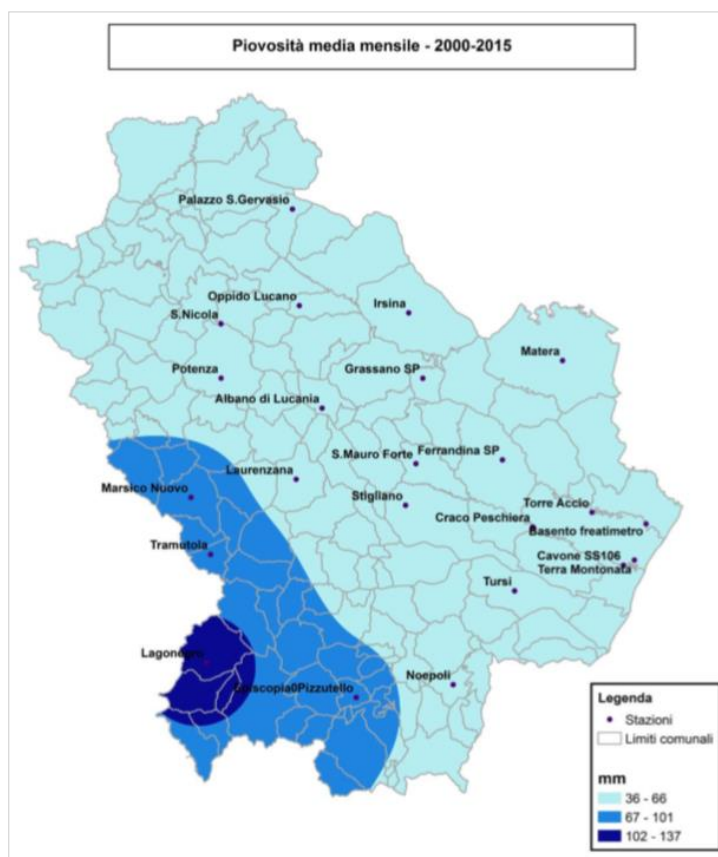 Piovosità media mensile - 2000-2015
Palazzo S.Gervasio
Oppido Lucano
Irsina
S.Nicola
Matera
Potenza
Grassano SP
Albano di Lucania
S.Mauro Forte
Ferrandina SP
Laurenzana
Marsico Nuovo
Stigliano
Torre Accio
Craco Peschiera
Basento freatimetro
Tramutola
Cavone SS106
Terra Montonata
Tursi
Lagonegro
Noepoli
Episcopia0Pizzutello
Legenda
Stazioni
Limiti comunali
mm
36 - 66
67 - 101
102 - 137